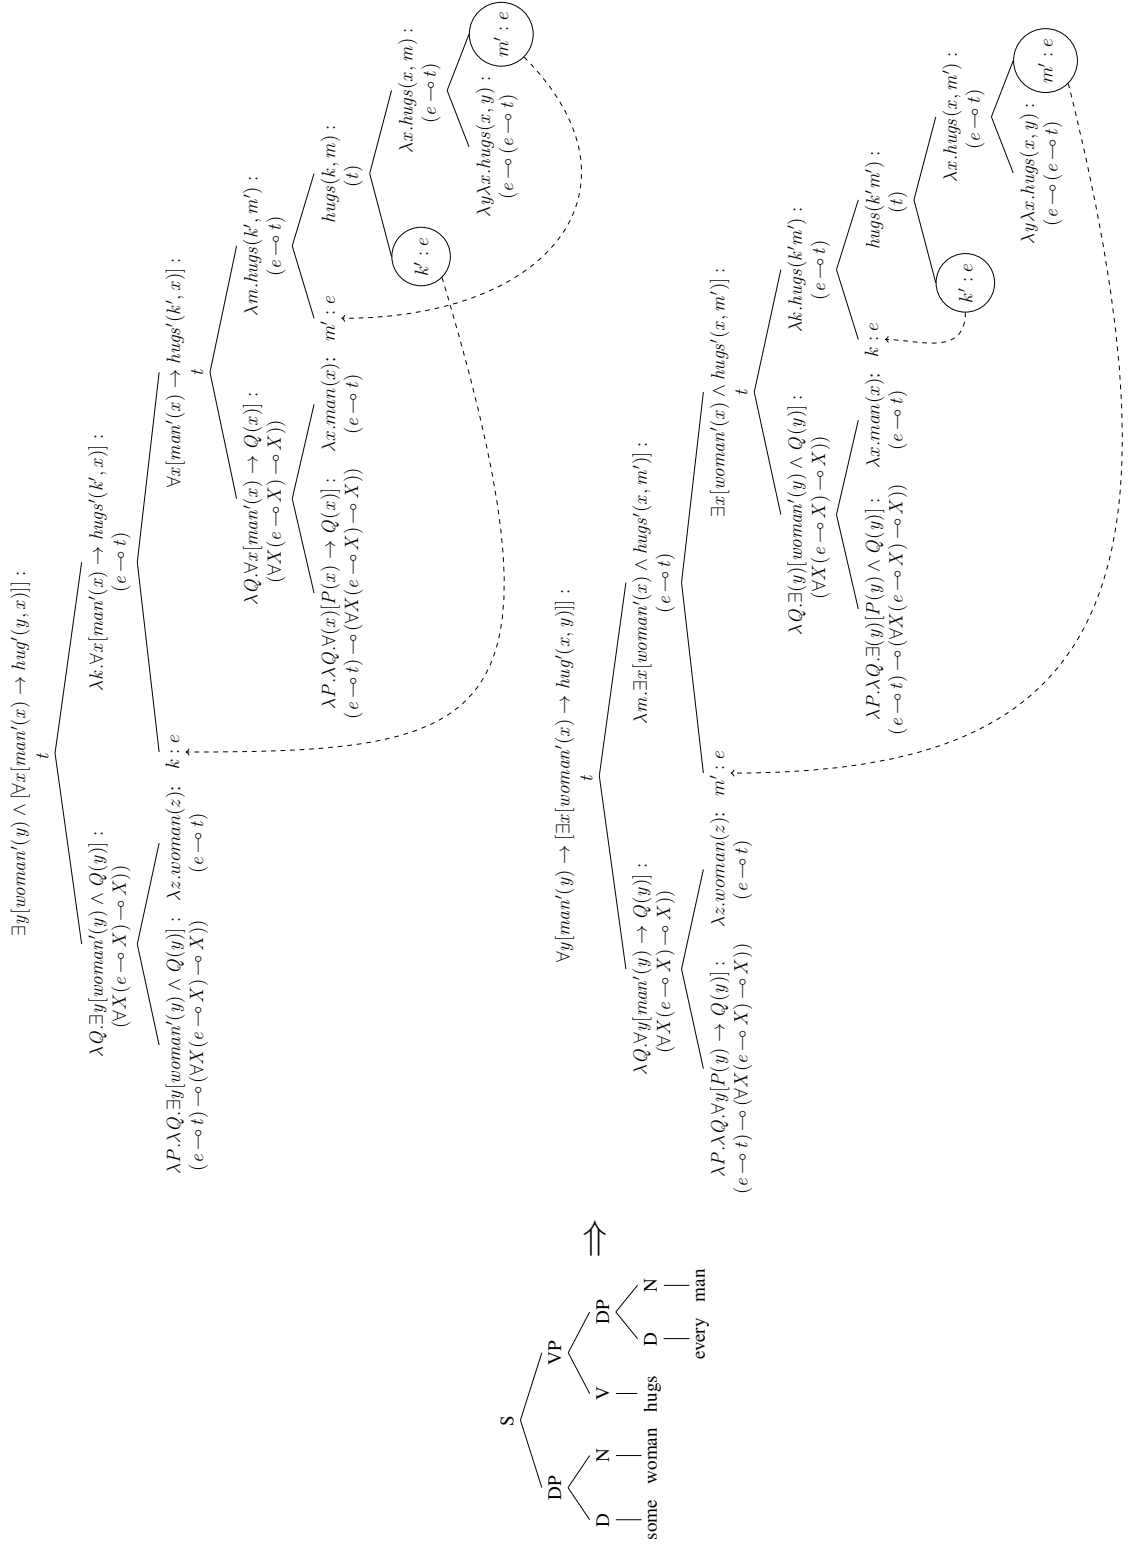 ∃y[woman'(y) ∧ [∀x[man'(x) → hug'(y, x)]]] :
t
λQ.∃y[woman'(y) ∧ Q(y)] :
(∀X(e ⊸ X) ⊸ X))
λk.∀x[man'(x) → hugs'(k', x)] :
(e ⊸ t)
λP.λQ.∃y[woman'(y) ∧ Q(y)] :
(e ⊸ t) ⊸ (∀X(e ⊸ X) ⊸ X))
λz.woman(z) :
(e ⊸ t)
k : e
∀x[man'(x) → hugs'(k', x)] :
t
λQ.∀x[man'(x) → Q(x)] :
(∀X(e ⊸ X) ⊸ X))
λm.hugs(k', m') :
(e ⊸ t)
λP.λQ.∀(x)[P(x) → Q(x)] :
(e ⊸ t) ⊸ (∀X(e ⊸ X) ⊸ X))
λx.man(x) :
(e ⊸ t)
m' : e
hugs(k, m) :
(t)
k' : e
λx.hugs(x, m) :
(e ⊸ t)
λyλx.hugs(x, y) :
(e ⊸ (e ⊸ t)
m' : e
S
DP
VP
D
N
V
DP
some
woman
hugs
D
N
every
man
⇒
∀y[man'(y) → [∃x[woman'(x) → hug'(x, y)]] :
t
λQ.∀y[man'(y) → Q(y)] :
(∀X(e ⊸ X) ⊸ X))
λm.∃x[woman'(x) ∧ hugs'(x, m')] :
(e ⊸ t)
λP.λQ.∀y[P(y) → Q(y)] :
(e ⊸ t) ⊸ (∀X(e ⊸ X) ⊸ X))
λz.woman(z) :
(e ⊸ t)
m' : e
∃x[woman'(x) ∧ hugs'(x, m')] :
t
λQ.∃(y)[woman'(y) ∧ Q(y)] :
(∀X(e ⊸ X) ⊸ X))
λk.hugs(k'm') :
(e ⊸ t)
λP.λQ.∃(y)[P(y) ∧ Q(y)] :
(e ⊸ t) ⊸ (∀X(e ⊸ X) ⊸ X))
λx.man(x) :
(e ⊸ t)
k : e
hugs(k'm') :
(t)
k' : e
λx.hugs(x, m') :
(e ⊸ t)
λyλx.hugs(x, y) :
(e ⊸ (e ⊸ t)
m' : e